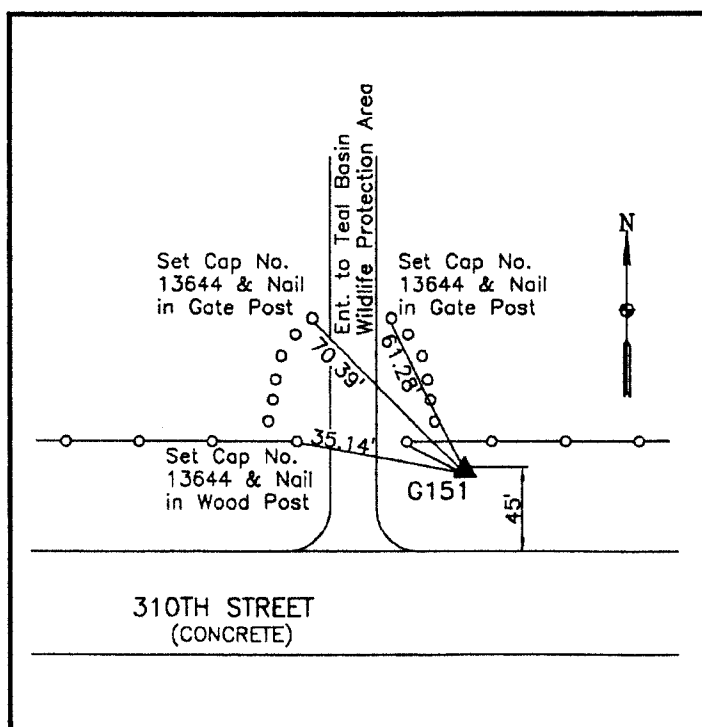 Ent. to Teal Basin
Wildlife Protection Area
N
Set Cap No.
13644 & Nail
in Gate Post
Set Cap No.
13644 & Nail
in Gate Post
70.39'
61.28'
35.14'
Set Cap No.
13644 & Nail
in Wood Post
G151
45'
310TH STREET
(CONCRETE)